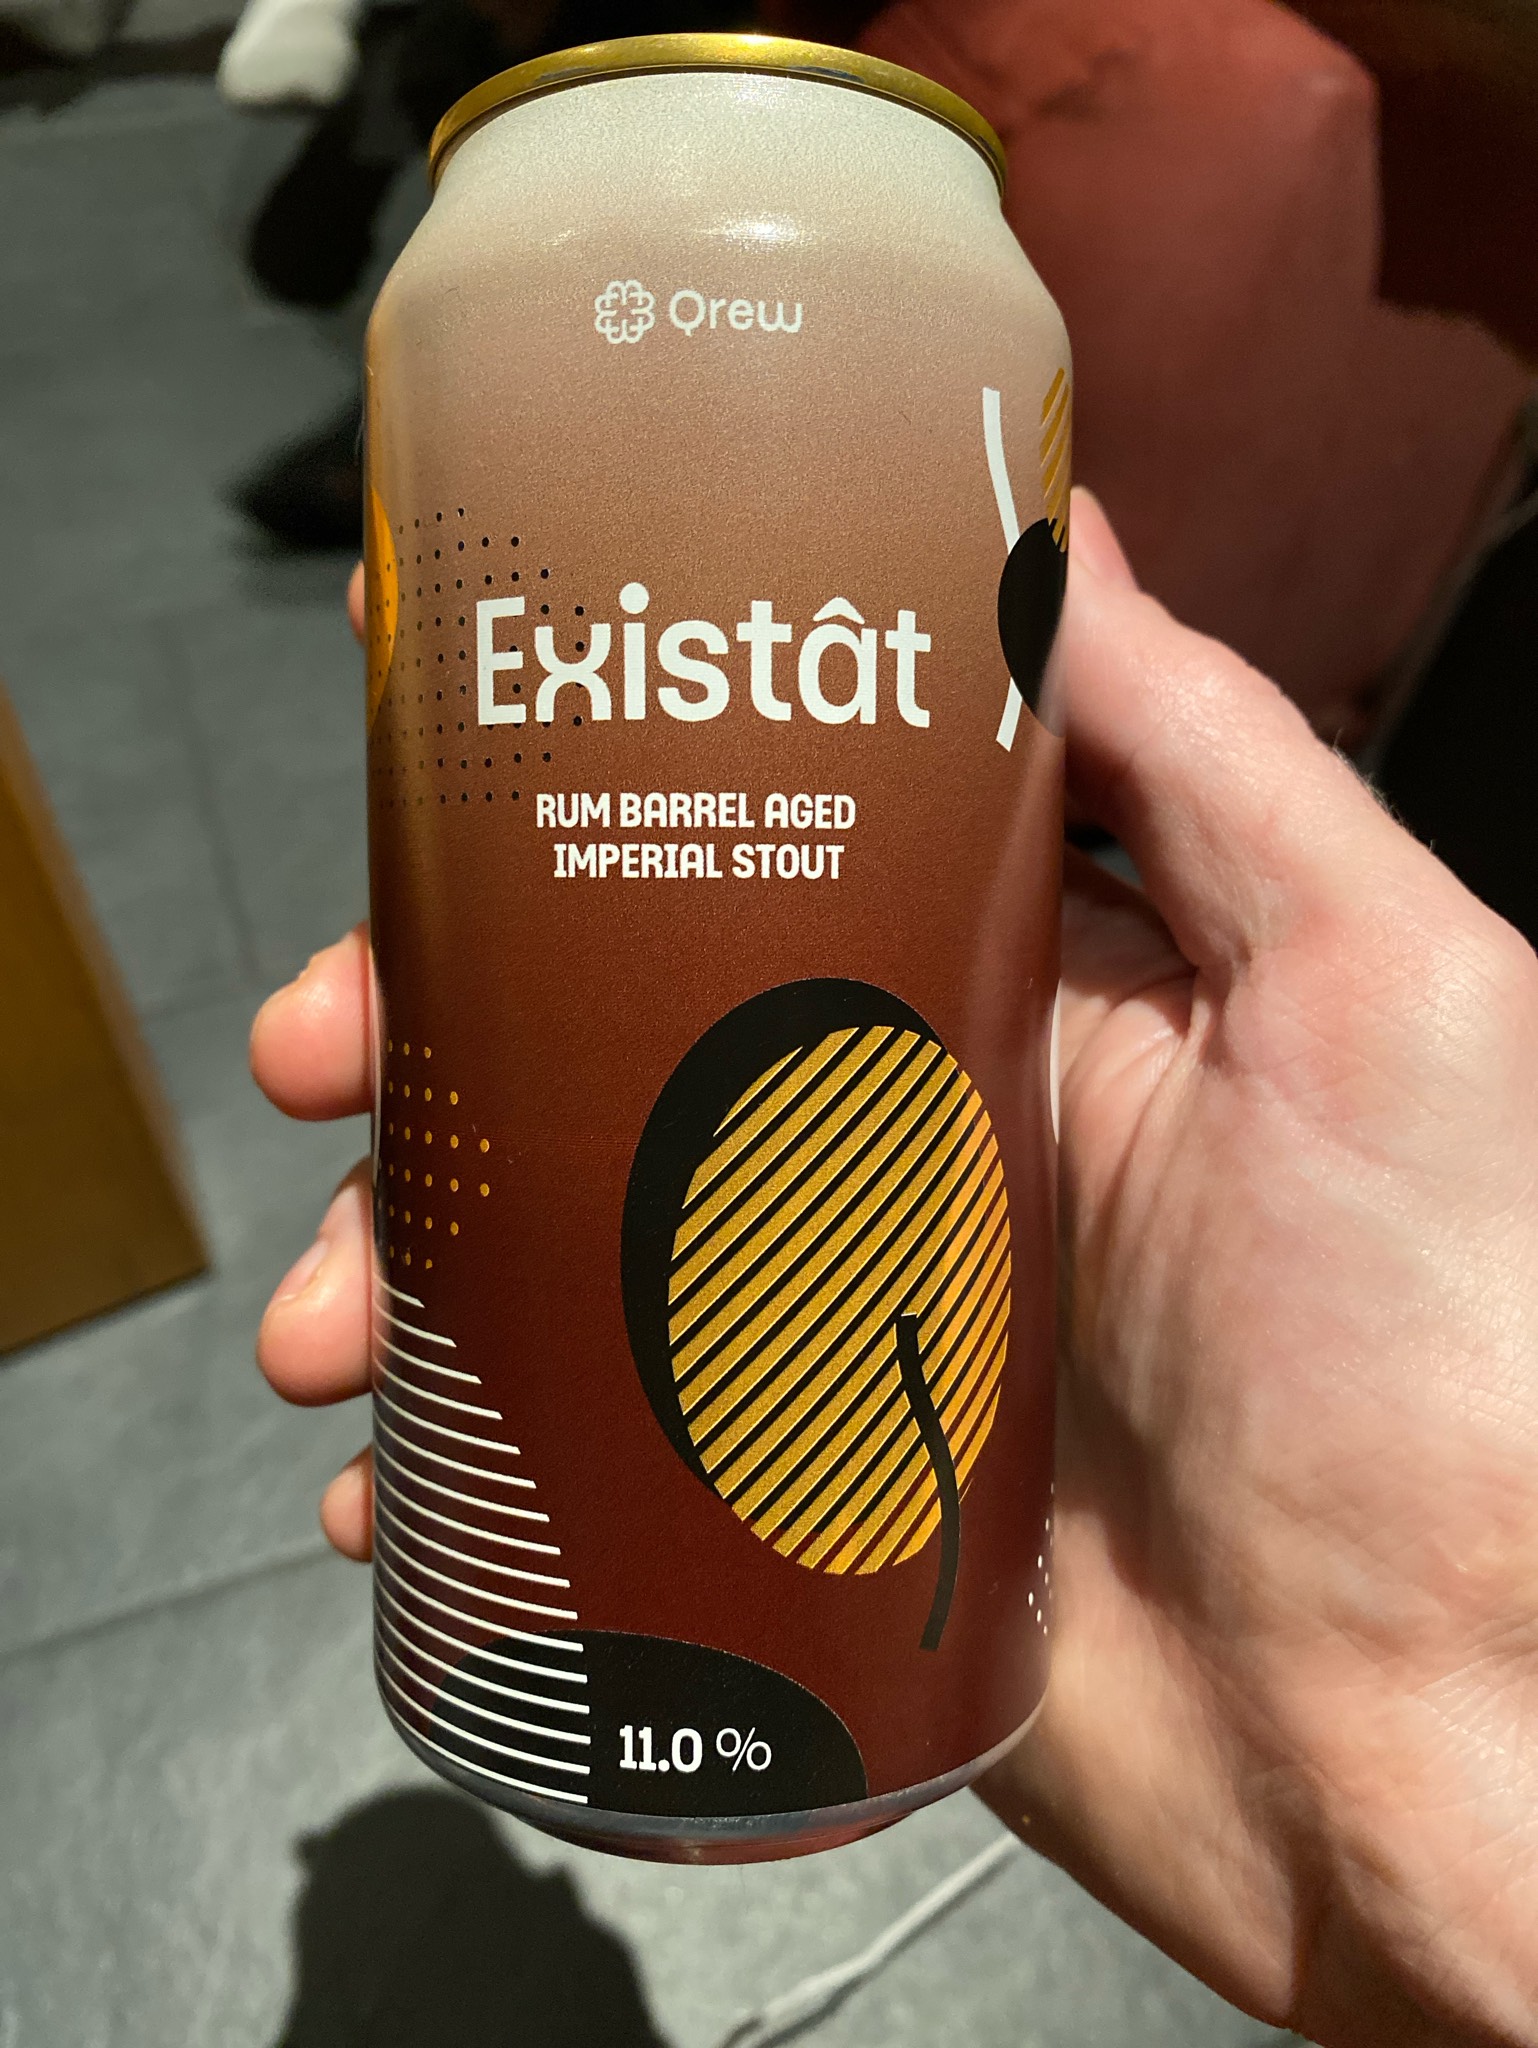 Qrew
Existât
RUM BARREL AGED
IMPERIAL STOUT
11.0 %